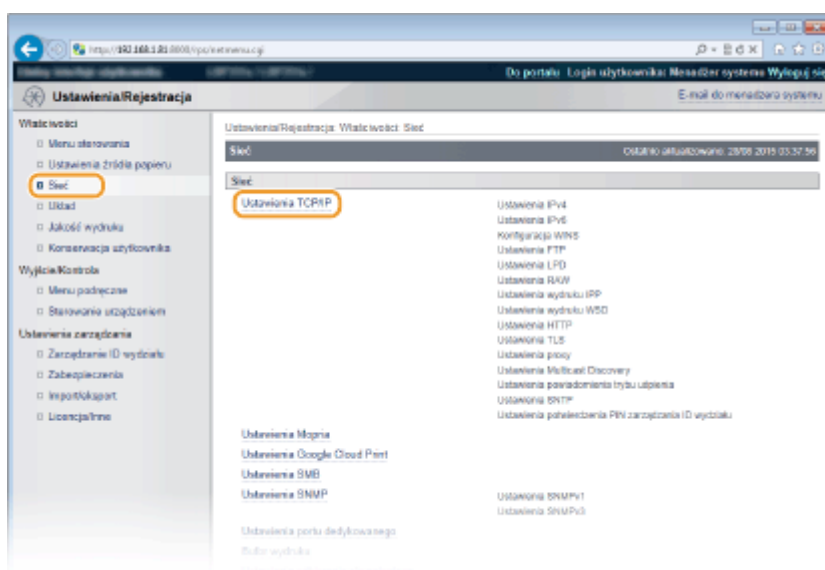 Do portalu Login użytkownika: Menedżer systemu Wyloguj się
Ustawienia/Rejestracja
E-mail do menedżera systemu
Właściwości
Menu sterowania
Ustawienia źródła papieru
Sieć
Układ
Jakość wydruku
Konserwacja użytkownika
Wyjście/Kontrola
Menu podręczne
Sterowanie urządzeniem
Ustawienia zarządzania
Zarządzanie ID wydziału
Zabezpieczenia
Import/eksport
Licencja/Inne
Ustawienia/Rejestracja: Właściwości: Sieć
Sieć
Ostatnio aktualizowano: 28/08 2015 03:37:56
Sieć
Ustawienia TCP/IP
Ustawienia IPv4
Ustawienia IPv6
Konfiguracja WINS
Ustawienia FTP
Ustawienia LPD
Ustawienia RAW
Ustawienia wydruku IPP
Ustawienia wydruku WSD
Ustawienia HTTP
Ustawienia TLS
Ustawienia proxy
Ustawienia Multicast Discovery
Ustawienia powiadomienia trybu uśpienia
Ustawienia SNTP
Ustawienia potwierdzenia PIN zarządzania ID wydziału
Ustawienia Mopria
Ustawienia Google Cloud Print
Ustawienia SMB
Ustawienia SNMP
Ustawienia SNMPv1
Ustawienia SNMPv3
Ustawienia portu dedykowanego
Bufor wydruku